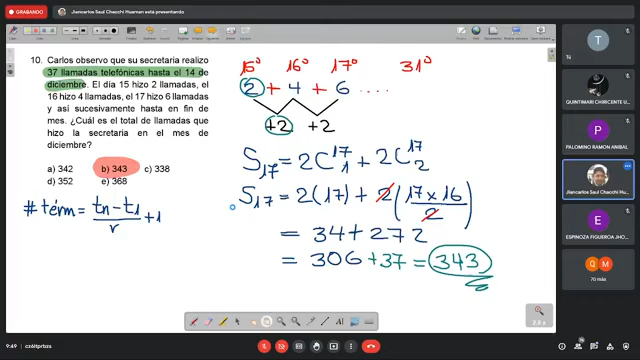 GRABANDO
Jiancarlos Saul Chacchi Huaman te está presentando
10. Carlos observo que su secretaria realizo
37 llamadas telefónicas hasta el 14 de
diciembre. El día 15 hizo 2 llamadas, el
16 hizo 4 llamadas, el 17 hizo 6 llamadas
y así sucesivamente hasta en fin de
mes. ¿Cuál es el total de llamadas que
hizo la secretaria en el mes de
diciembre?
a) 342 b) 343 c) 338
d) 352 e) 368
# térm = (tn - t1)/r + 1
15° 16° 17° 31°
2 + 4 + 6 ....
+2 +2
S17 = 2C17 1 + 2C17 2
S17 = 2(17) + 2(17×16/2)
= 34 + 272
= 306 + 37 = 343
T
Tú
QUINTIMARI CHIRICENTE
PALOMINO RAMON ANIBAL
Jiancarlos Saul Chacchi
ESPINOZA FIGUEROA
Q
M
70 más
9:49
czétprbza